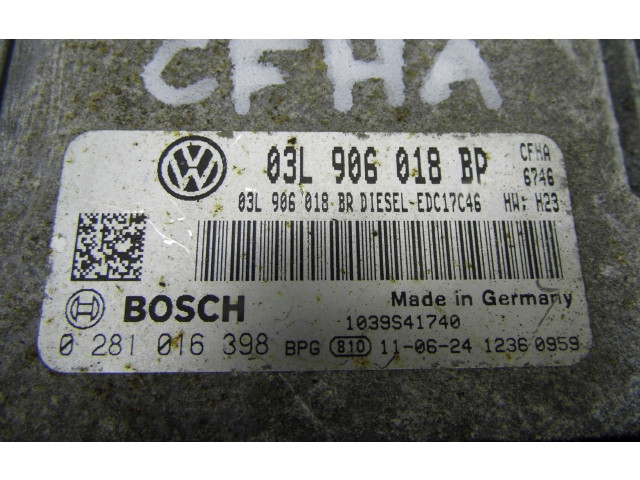 CFHA
VW 03L 906 018 BP CFHA
6746
03L 906 018 BR DIESEL-EDC17C46 HW: H23
BOSCH Made in Germany
1039S41740
0 281 016 398 BPG 810 11-06-24 1236 0959